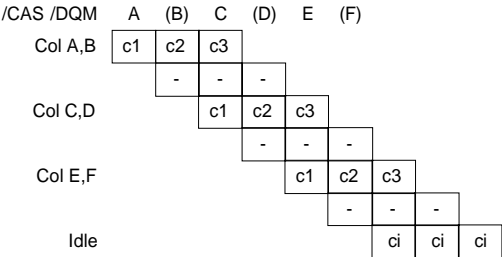 /CAS /DQM A (B) C (D) E (F)
Col A,B c1 c2 c3
- - -
Col C,D c1 c2 c3
- - -
Col E,F c1 c2 c3
- - -
Idle ci ci ci